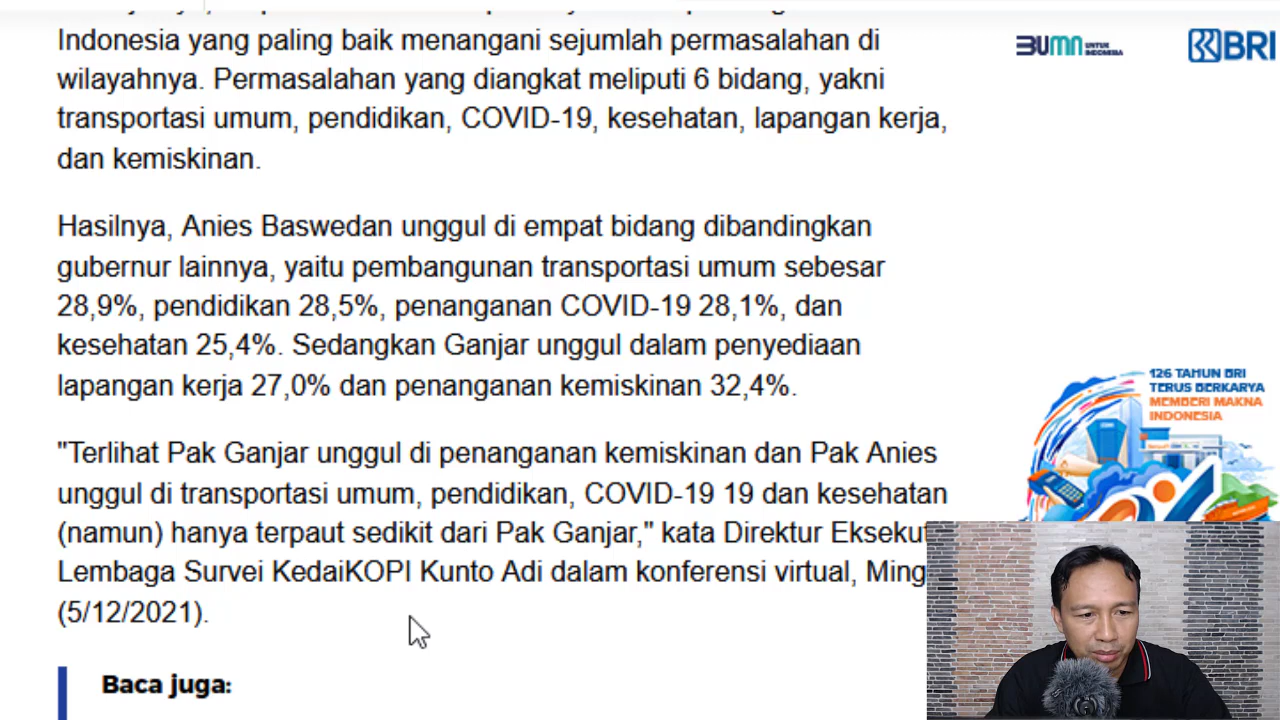 Indonesia yang paling baik menangani sejumlah permasalahan di
wilayahnya. Permasalahan yang diangkat meliputi 6 bidang, yakni
transportasi umum, pendidikan, COVID-19, kesehatan, lapangan kerja,
dan kemiskinan.
Hasilnya, Anies Baswedan unggul di empat bidang dibandingkan
gubernur lainnya, yaitu pembangunan transportasi umum sebesar
28,9%, pendidikan 28,5%, penanganan COVID-19 28,1%, dan
kesehatan 25,4%. Sedangkan Ganjar unggul dalam penyediaan
lapangan kerja 27,0% dan penanganan kemiskinan 32,4%.
"Terlihat Pak Ganjar unggul di penanganan kemiskinan dan Pak Anies
unggul di transportasi umum, pendidikan, COVID-19 19 dan kesehatan
(namun) hanya terpaut sedikit dari Pak Ganjar," kata Direktur Ekseku
Lembaga Survei KedaiKOPI Kunto Adi dalam konferensi virtual, Ming
(5/12/2021).
Baca juga:
BUMN UNTUK
INDONESIA
BRI
126 TAHUN BRI
TERUS BERKARYA
MEMBERI MAKNA
INDONESIA